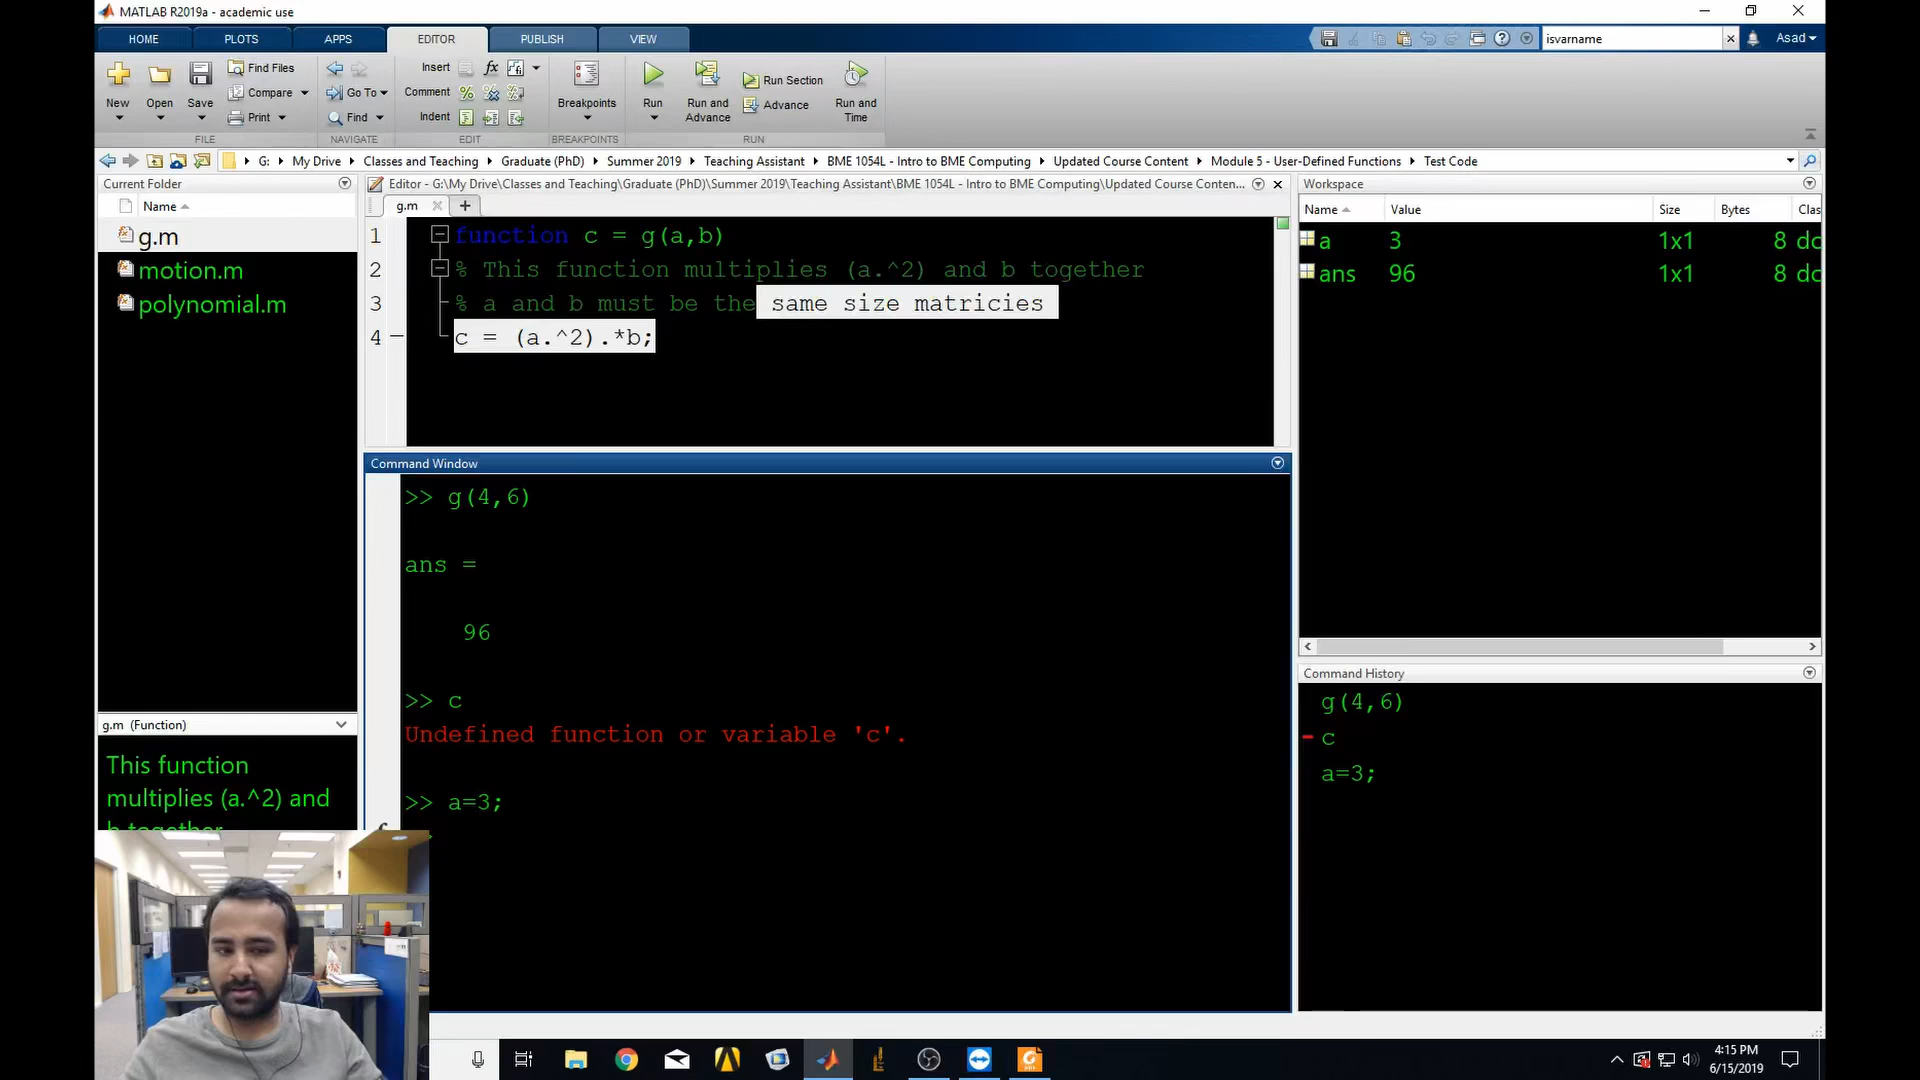 MATLAB R2019a - academic use
HOME PLOTS APPS EDITOR PUBLISH VIEW
isvarname
Asad
New
Open
Save
Find Files
Compare
Print
FILE
Go To
Find
NAVIGATE
Insert
fx
Comment
Indent
EDIT
Breakpoints
BREAKPOINTS
Run
Run and
Advance
Run Section
Advance
Run and
Time
RUN
G: My Drive Classes and Teaching Graduate (PhD) Summer 2019 Teaching Assistant BME 1054L - Intro to BME Computing Updated Course Content Module 5 - User-Defined Functions Test Code
Current Folder
Name
g.m
motion.m
polynomial.m
g.m (Function)
This function
multiplies (a.^2) and
b together
Editor - G:\My Drive\Classes and Teaching\Graduate (PhD)\Summer 2019\Teaching Assistant\BME 1054L - Intro to BME Computing\Updated Course Conten...
g.m
1 function c = g(a,b)
2 % This function multiplies (a.^2) and b together
3 % a and b must be the same size matricies
4 c = (a.^2).*b;
Command Window
>> g(4,6)
ans =
96
>> c
Undefined function or variable 'c'.
>> a=3;
Workspace
Name Value Size Bytes Clas
a 3 1x1 8 do
ans 96 1x1 8 do
Command History
g(4,6)
c
a=3;
4:15 PM
6/15/2019